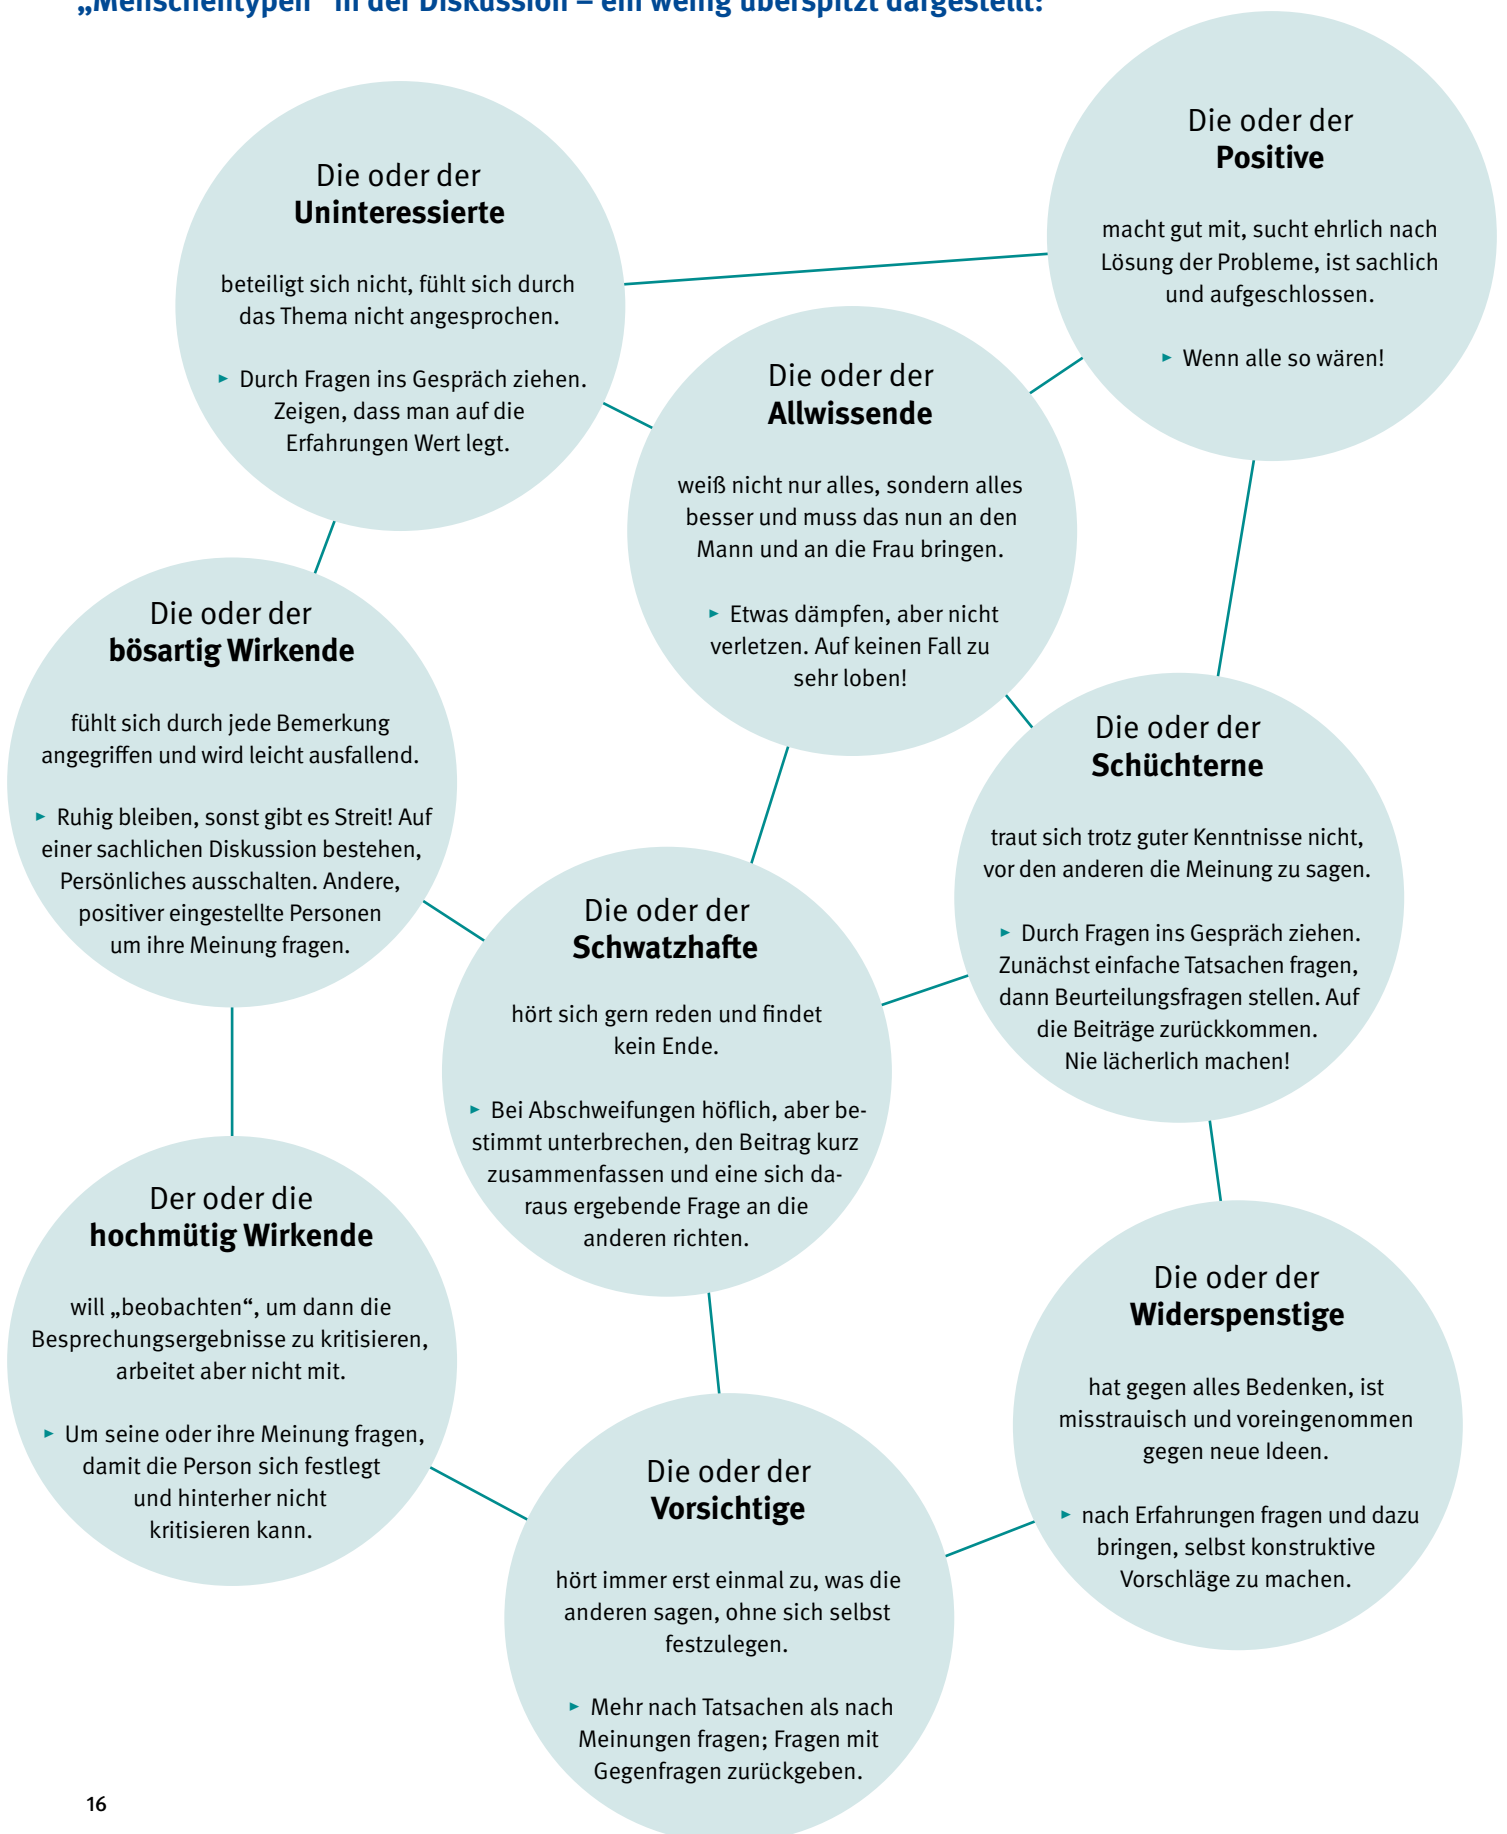 „Menschentypen“ in der Diskussion – ein wenig überspitzt dargestellt:
Die oder der
Uninteressierte
beteiligt sich nicht, fühlt sich durch
das Thema nicht angesprochen.
▸ Durch Fragen ins Gespräch ziehen.
Zeigen, dass man auf die
Erfahrungen Wert legt.
Die oder der
Positive
macht gut mit, sucht ehrlich nach
Lösung der Probleme, ist sachlich
und aufgeschlossen.
▸ Wenn alle so wären!
Die oder der
Allwissende
weiß nicht nur alles, sondern alles
besser und muss das nun an den
Mann und an die Frau bringen.
▸ Etwas dämpfen, aber nicht
verletzen. Auf keinen Fall zu
sehr loben!
Die oder der
bösartig Wirkende
fühlt sich durch jede Bemerkung
angegriffen und wird leicht ausfallend.
▸ Ruhig bleiben, sonst gibt es Streit! Auf
einer sachlichen Diskussion bestehen,
Persönliches ausschalten. Andere,
positiver eingestellte Personen
um ihre Meinung fragen.
Die oder der
Schüchterne
traut sich trotz guter Kenntnisse nicht,
vor den anderen die Meinung zu sagen.
▸ Durch Fragen ins Gespräch ziehen.
Zunächst einfache Tatsachen fragen,
dann Beurteilungsfragen stellen. Auf
die Beiträge zurückkommen.
Nie lächerlich machen!
Die oder der
Schwatzhafte
hört sich gern reden und findet
kein Ende.
▸ Bei Abschweifungen höflich, aber be-
stimmt unterbrechen, den Beitrag kurz
zusammenfassen und eine sich da-
raus ergebende Frage an die
anderen richten.
Der oder die
hochmütig Wirkende
will „beobachten“, um dann die
Besprechungsergebnisse zu kritisieren,
arbeitet aber nicht mit.
▸ Um seine oder ihre Meinung fragen,
damit die Person sich festlegt
und hinterher nicht
kritisieren kann.
Die oder der
Widerspenstige
hat gegen alles Bedenken, ist
misstrauisch und voreingenommen
gegen neue Ideen.
▸ nach Erfahrungen fragen und dazu
bringen, selbst konstruktive
Vorschläge zu machen.
Die oder der
Vorsichtige
hört immer erst einmal zu, was die
anderen sagen, ohne sich selbst
festzulegen.
▸ Mehr nach Tatsachen als nach
Meinungen fragen; Fragen mit
Gegenfragen zurückgeben.
16